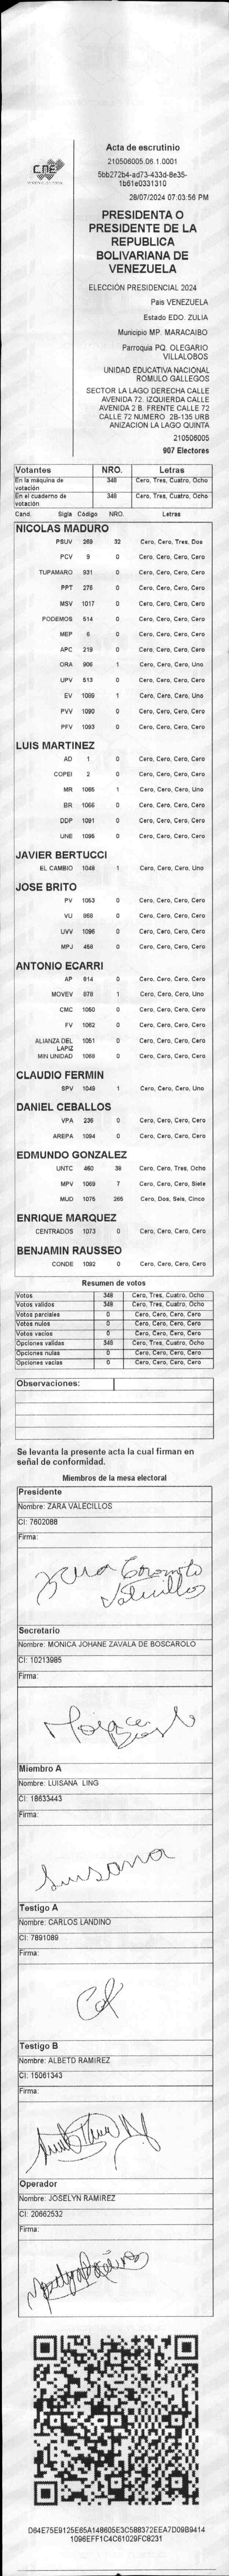 Acta de escrutinio
210506005.06.1.0001
5bb272b4-ad73-433d-8e35-
1b61e0331310
28/07/2024 07:03:56 PM
CNE
PRESIDENTA O
PRESIDENTE DE LA
REPUBLICA
BOLIVARIANA DE
VENEZUELA
ELECCIÓN PRESIDENCIAL 2024
Pais VENEZUELA
Estado EDO. ZULIA
Municipio MP. MARACAIBO
Parroquia PQ. OLEGARIO
VILLALOBOS
UNIDAD EDUCATIVA NACIONAL
ROMULO GALLEGOS
SECTOR LA LAGO DERECHA CALLE
AVENIDA 72. IZQUIERDA CALLE
AVENIDA 2 B. FRENTE CALLE 72
CALLE 72 NUMERO 2B-135 URB
ANIZACION LA LAGO QUINTA
210506005
907 Electores
Votantes NRO. Letras
En la máquina de votación 348 Cero, Tres, Cuatro, Ocho
En el cuaderno de votación 348 Cero, Tres, Cuatro, Ocho
Cand. Sigla Código NRO. Letras
NICOLAS MADURO
PSUV 269 32 Cero, Cero, Tres, Dos
PCV 9 0 Cero, Cero, Cero, Cero
TUPAMARO 931 0 Cero, Cero, Cero, Cero
PPT 276 0 Cero, Cero, Cero, Cero
MSV 1017 0 Cero, Cero, Cero, Cero
PODEMOS 514 0 Cero, Cero, Cero, Cero
MEP 6 0 Cero, Cero, Cero, Cero
APC 219 0 Cero, Cero, Cero, Cero
ORA 906 1 Cero, Cero, Cero, Uno
UPV 513 0 Cero, Cero, Cero, Cero
EV 1099 1 Cero, Cero, Cero, Uno
PVV 1090 0 Cero, Cero, Cero, Cero
PFV 1093 0 Cero, Cero, Cero, Cero
LUIS MARTINEZ
AD 1 0 Cero, Cero, Cero, Cero
COPEI 2 0 Cero, Cero, Cero, Cero
MR 1065 1 Cero, Cero, Cero, Uno
BR 1066 0 Cero, Cero, Cero, Cero
DDP 1091 0 Cero, Cero, Cero, Cero
UNE 1095 0 Cero, Cero, Cero, Cero
JAVIER BERTUCCI
EL CAMBIO 1048 1 Cero, Cero, Cero, Uno
JOSE BRITO
PV 1053 0 Cero, Cero, Cero, Cero
VU 868 0 Cero, Cero, Cero, Cero
UVV 1096 0 Cero, Cero, Cero, Cero
MPJ 458 0 Cero, Cero, Cero, Cero
ANTONIO ECARRI
AP 814 0 Cero, Cero, Cero, Cero
MOVEV 878 1 Cero, Cero, Cero, Uno
CMC 1050 0 Cero, Cero, Cero, Cero
FV 1062 0 Cero, Cero, Cero, Cero
ALIANZA DEL LAPIZ 1051 0 Cero, Cero, Cero, Cero
MIN UNIDAD 1068 0 Cero, Cero, Cero, Cero
CLAUDIO FERMIN
SPV 1049 1 Cero, Cero, Cero, Uno
DANIEL CEBALLOS
VPA 236 0 Cero, Cero, Cero, Cero
AREPA 1094 0 Cero, Cero, Cero, Cero
EDMUNDO GONZALEZ
UNTC 460 38 Cero, Cero, Tres, Ocho
MPV 1069 7 Cero, Cero, Cero, Siete
MUD 1075 265 Cero, Dos, Seis, Cinco
ENRIQUE MARQUEZ
CENTRADOS 1073 0 Cero, Cero, Cero, Cero
BENJAMIN RAUSSEO
CONDE 1092 0 Cero, Cero, Cero, Cero
Resumen de votos
Votos 348 Cero, Tres, Cuatro, Ocho
Votos validos 348 Cero, Tres, Cuatro, Ocho
Votos parciales 0 Cero, Cero, Cero, Cero
Votos nulos 0 Cero, Cero, Cero, Cero
Votos vacios 0 Cero, Cero, Cero, Cero
Opciones validas 348 Cero, Tres, Cuatro, Ocho
Opciones nulas 0 Cero, Cero, Cero, Cero
Opciones vacias 0 Cero, Cero, Cero, Cero
Observaciones:
Se levanta la presente acta la cual firman en
señal de conformidad.
Miembros de la mesa electoral
Presidente
Nombre: ZARA VALECILLOS
CI: 7602088
Firma:
Secretario
Nombre: MONICA JOHANE ZAVALA DE BOSCAROLO
CI: 10213985
Firma:
Miembro A
Nombre: LUISANA LING
CI: 18633443
Firma:
Luisana
Testigo A
Nombre: CARLOS LANDINO
CI: 7891089
Firma:
Testigo B
Nombre: ALBETD RAMIREZ
CI: 15061343
Firma:
Operador
Nombre: JOSELYN RAMIREZ
CI: 20662532
Firma:
D64E75E9125E65A148605E3C588372EEA7D09B9414
1096EFF1C4C61029FC8231